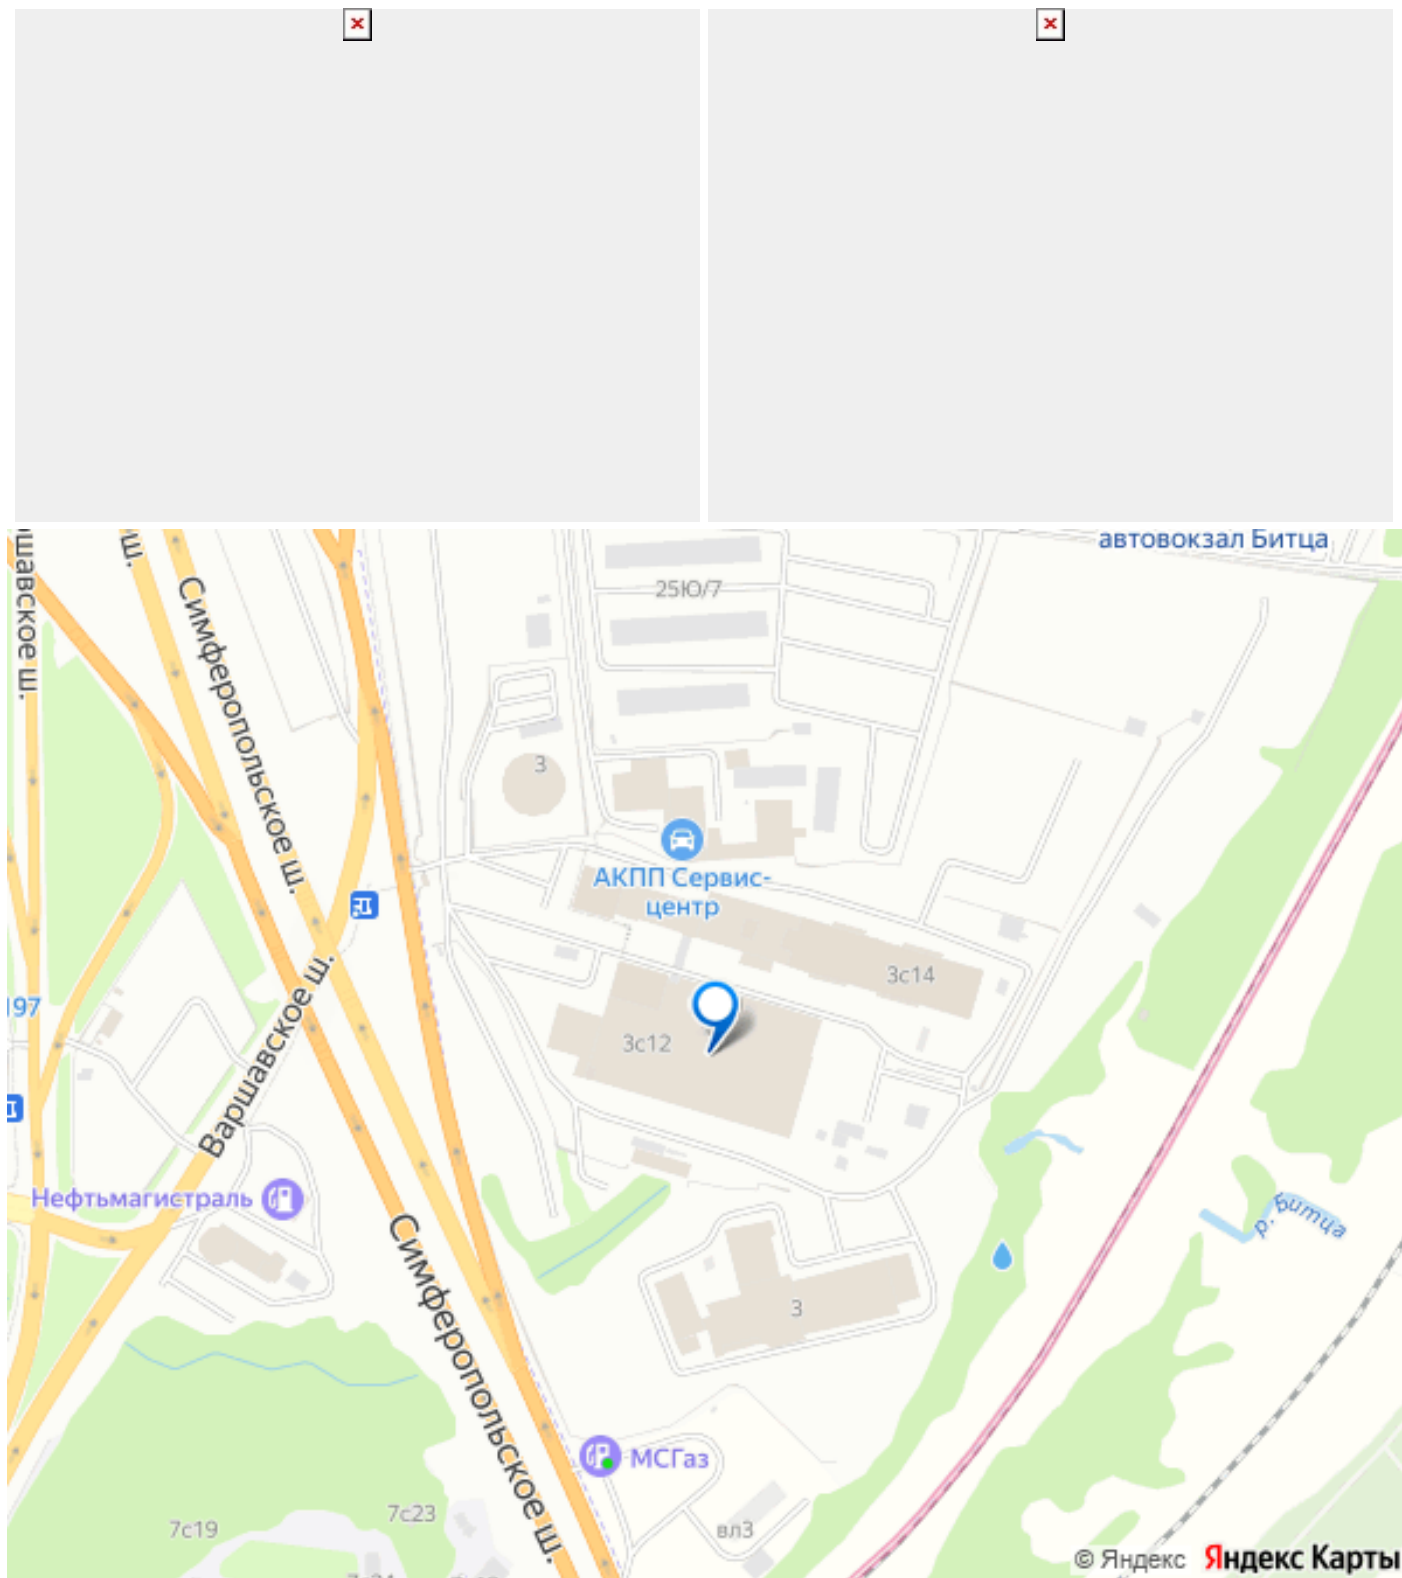 автовокзал Битца
ошавское ш.
ш.
Симферопольское ш.
25Ю/7
3
АКПП Сервис-
центр
3с14
3с12
197
Варшавское ш.
Нефтьмагистраль
р. Битца
Симферопольское ш.
3
МСГаз
7с19
7с23
вл3
© Яндекс Яндекс Карты